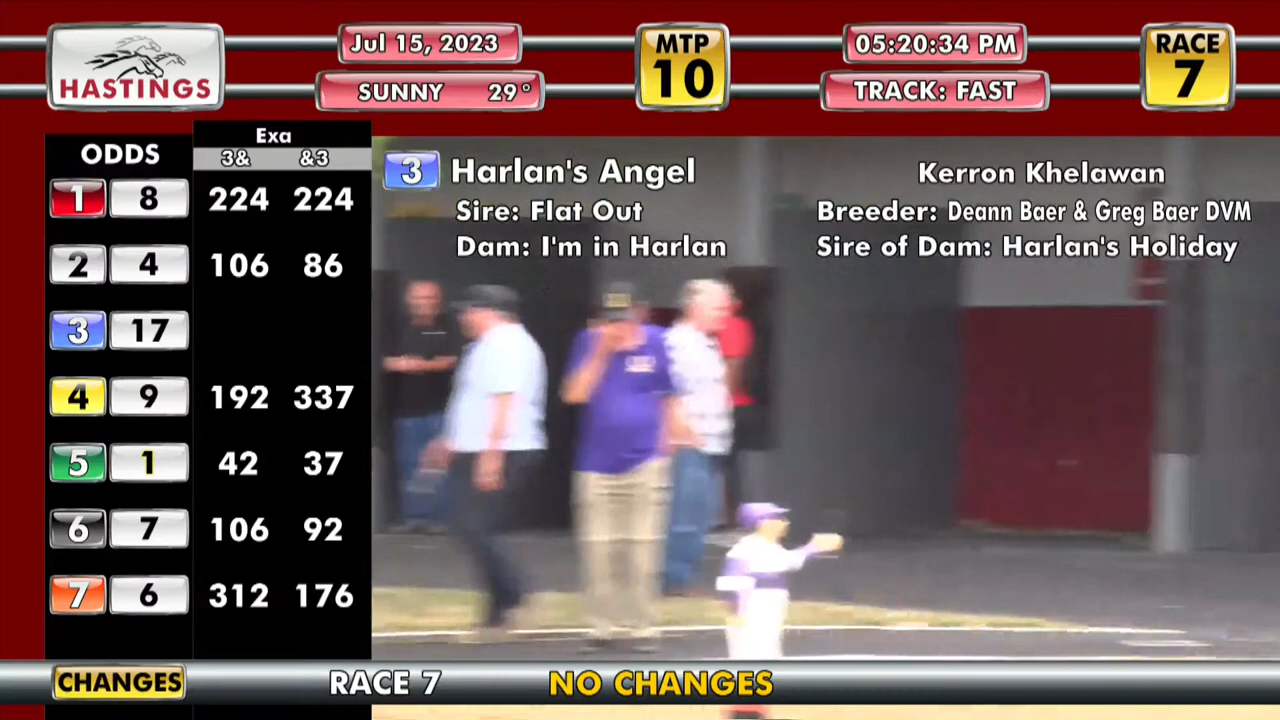 HASTINGS
Jul 15, 2023
SUNNY 29°
MTP
10
05:20:34 PM
TRACK: FAST
RACE
7
ODDS
Exa
3& &3
1 8 224 224
2 4 106 86
3 17
4 9 192 337
5 1 42 37
6 7 106 92
7 6 312 176
3 Harlan's Angel
Sire: Flat Out
Dam: I'm in Harlan
Kerron Khelawan
Breeder: Deann Baer & Greg Baer DVM
Sire of Dam: Harlan's Holiday
CHANGES RACE 7 NO CHANGES